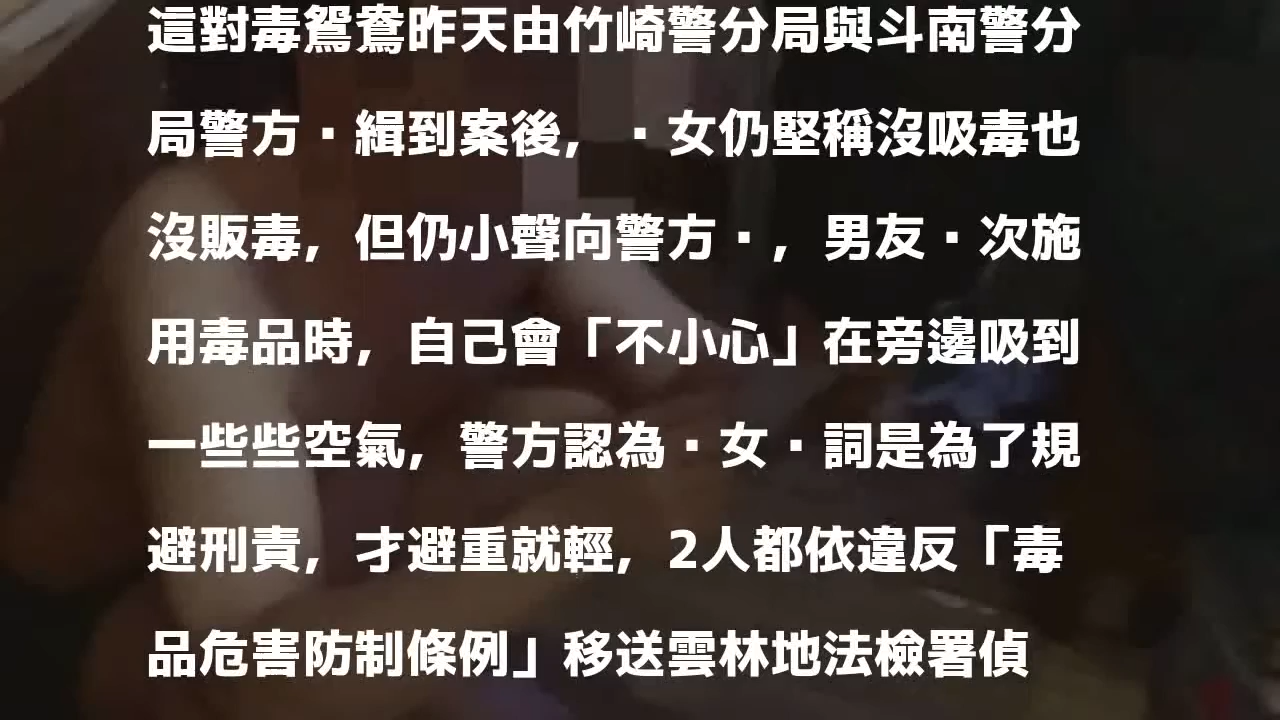 這對毒鴛鴦昨天由竹崎警分局與斗南警分
局警方▪緝到案後，▪女仍堅稱沒吸毒也
沒販毒，但仍小聲向警方▪，男友▪次施
用毒品時，自己會「不小心」在旁邊吸到
一些些空氣，警方認為▪女▪詞是為了規
避刑責，才避重就輕，2人都依違反「毒
品危害防制條例」移送雲林地法檢署偵